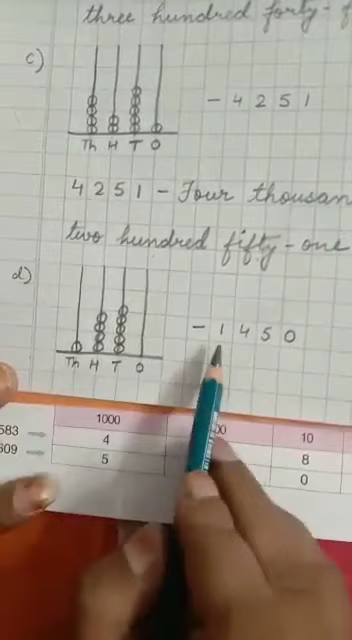 three hundred forty-
c)
- 4 2 5 1
Th H T O
4 2 5 1 - Four thousan
two hundred fifty-one
d)
- 1 4 5 0
Th H T O
583 1000 00 10
4 8
609 5 0